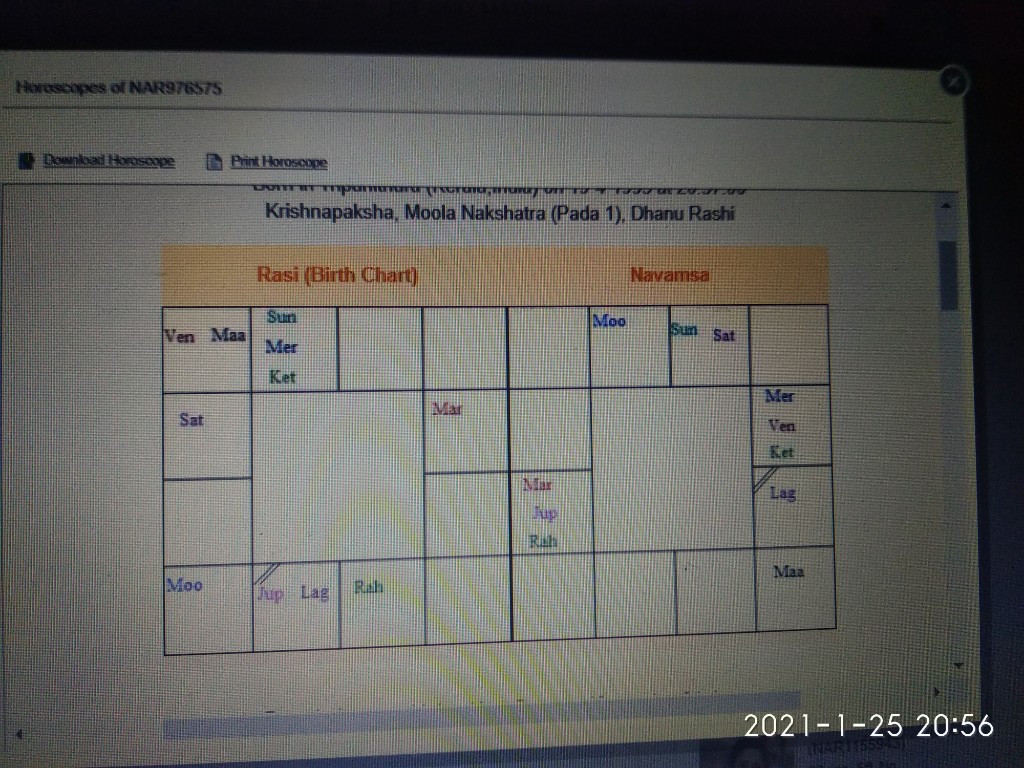 Horoscopes of NAR976575
Download Horoscope Print Horoscope
Krishnapaksha, Moola Nakshatra (Pada 1), Dhanu Rashi
Rasi (Birth Chart) Navamsa
Ven Maa Sun Moo Sun Sat
Mer
Ket
Sat Mar Mer
Ven
Ket
Mar Lag
Jup
Rah
Moo Jup Lag Rah Maa
2021-1-25 20:56